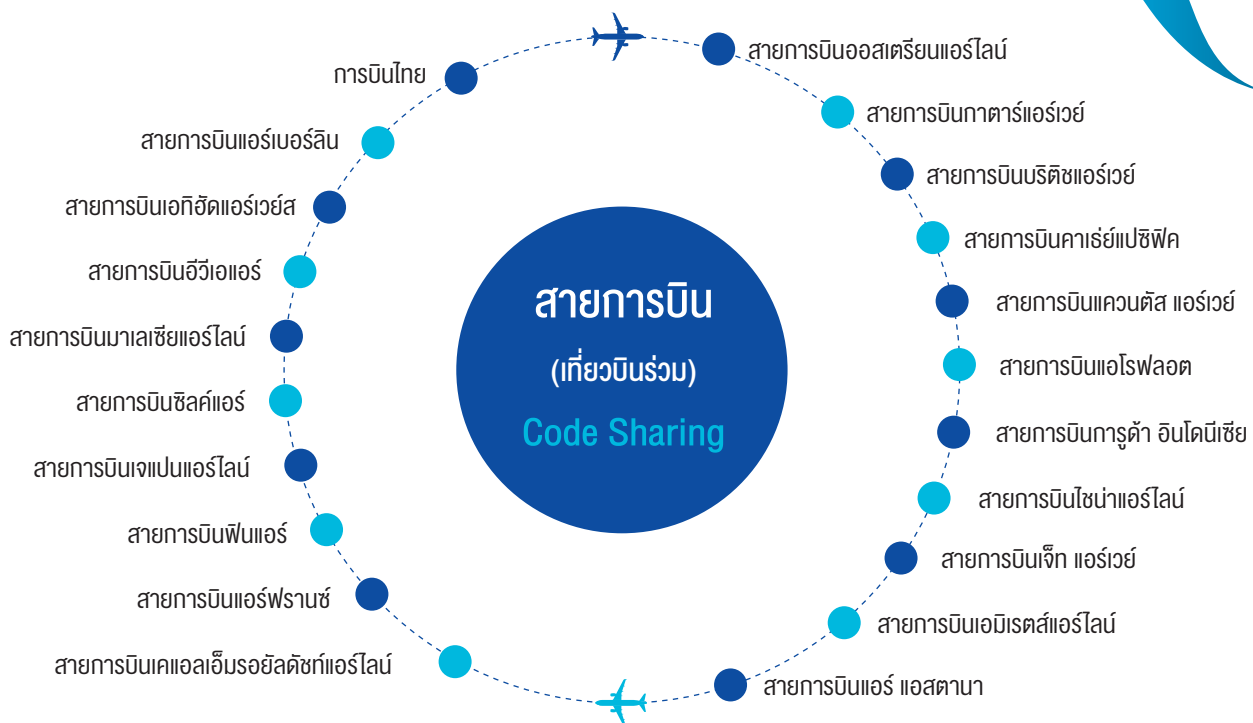 สายการบิน
(เที่ยวบินร่วม)
Code Sharing
สายการบินออสเตรียนแอร์ไลน์
สายการบินกาตาร์แอร์เวย์
สายการบินบริติชแอร์เวย์
สายการบินคาเธ่ย์แปซิฟิค
สายการบินแควนตัส แอร์เวย์
สายการบินแอโรฟลอต
สายการบินการูด้า อินโดนีเซีย
สายการบินไชน่าแอร์ไลน์
สายการบินเจ็ท แอร์เวย์
สายการบินเอมิเรตส์แอร์ไลน์
สายการบินแอร์ แอสตานา
การบินไทย
สายการบินแอร์เบอร์ลิน
สายการบินเอทิฮัดแอร์เวย์ส
สายการบินอีวีเอแอร์
สายการบินมาเลเซียแอร์ไลน์
สายการบินซิลค์แอร์
สายการบินเจแปนแอร์ไลน์
สายการบินฟินแอร์
สายการบินแอร์ฟรานซ์
สายการบินเคแอลเอ็มรอยัลดัชท์แอร์ไลน์